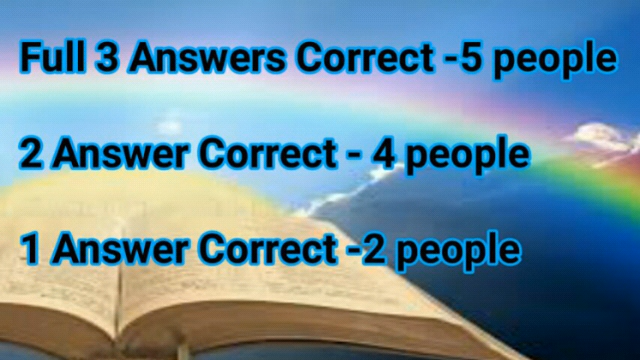 Full 3 Answers Correct -5 people
2 Answer Correct - 4 people
1 Answer Correct -2 people